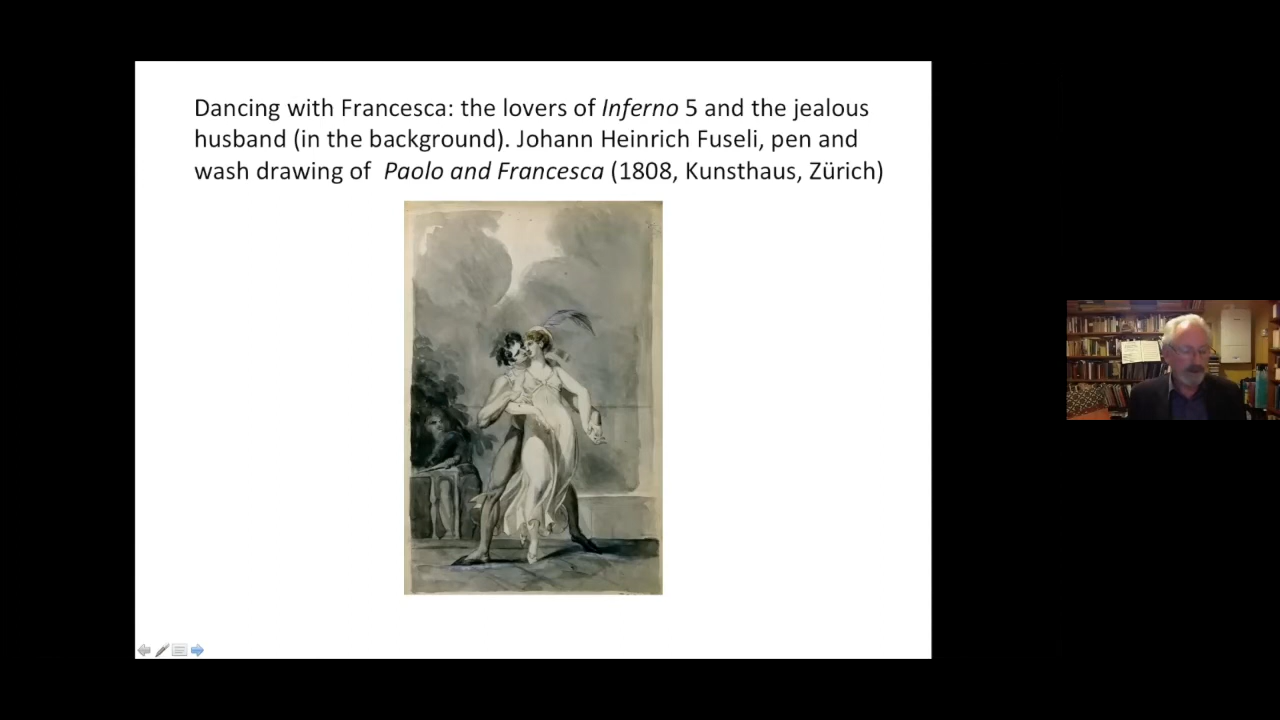 Dancing with Francesca: the lovers of Inferno 5 and the jealous
husband (in the background). Johann Heinrich Fuseli, pen and
wash drawing of Paolo and Francesca (1808, Kunsthaus, Zürich)